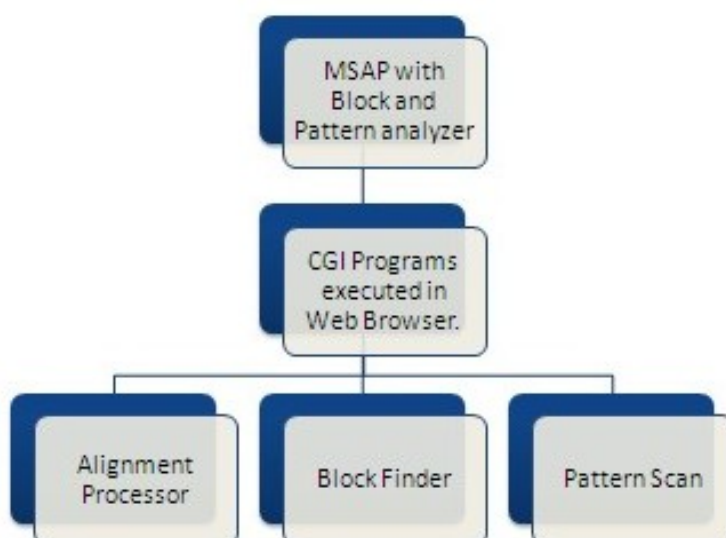 MSAP with
Block and
Pattern analyzer
CGI Programs
executed in
Web Browser.
Alignment
Processor
Block Finder
Pattern Scan